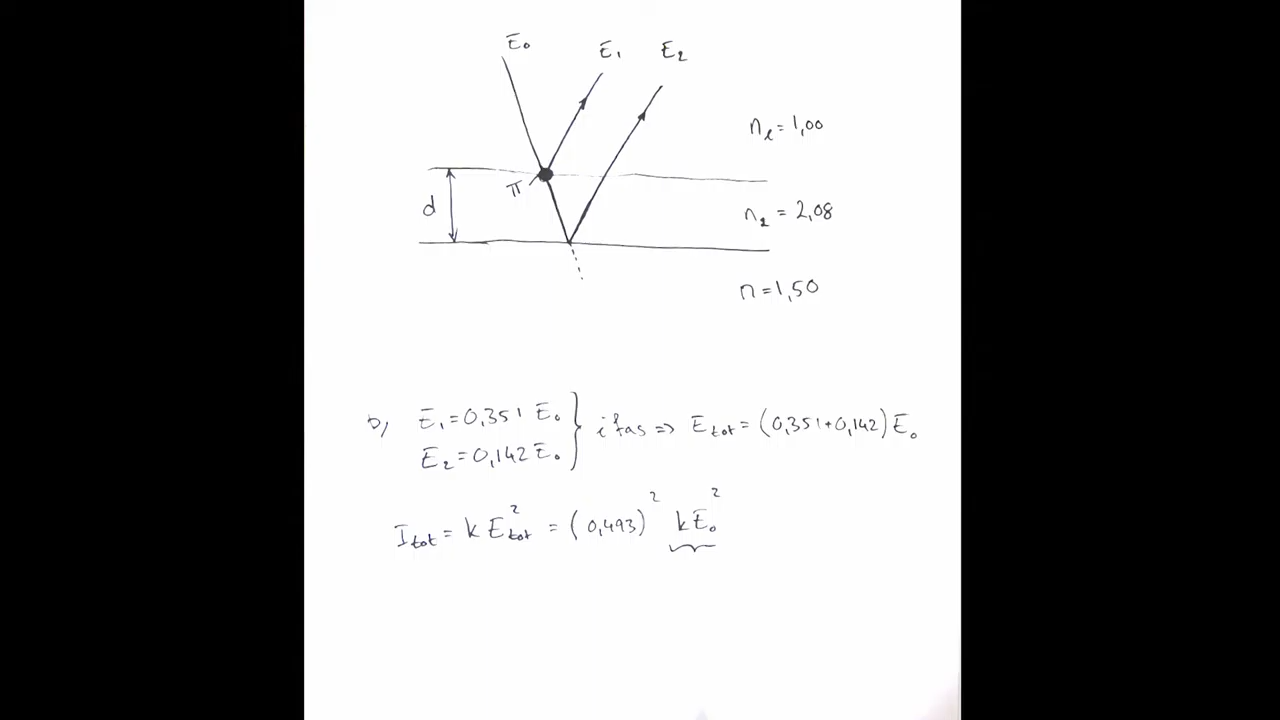 E₀ E₁ E₂
nₗ = 1,00
π
d
n₂ = 2,08
n = 1,50
b, E₁ = 0,351 E₀ } i fas => E_tot = (0,351+0,142) E₀
E₂ = 0,142 E₀
I_tot = k E_tot² = (0,493)² kE₀²